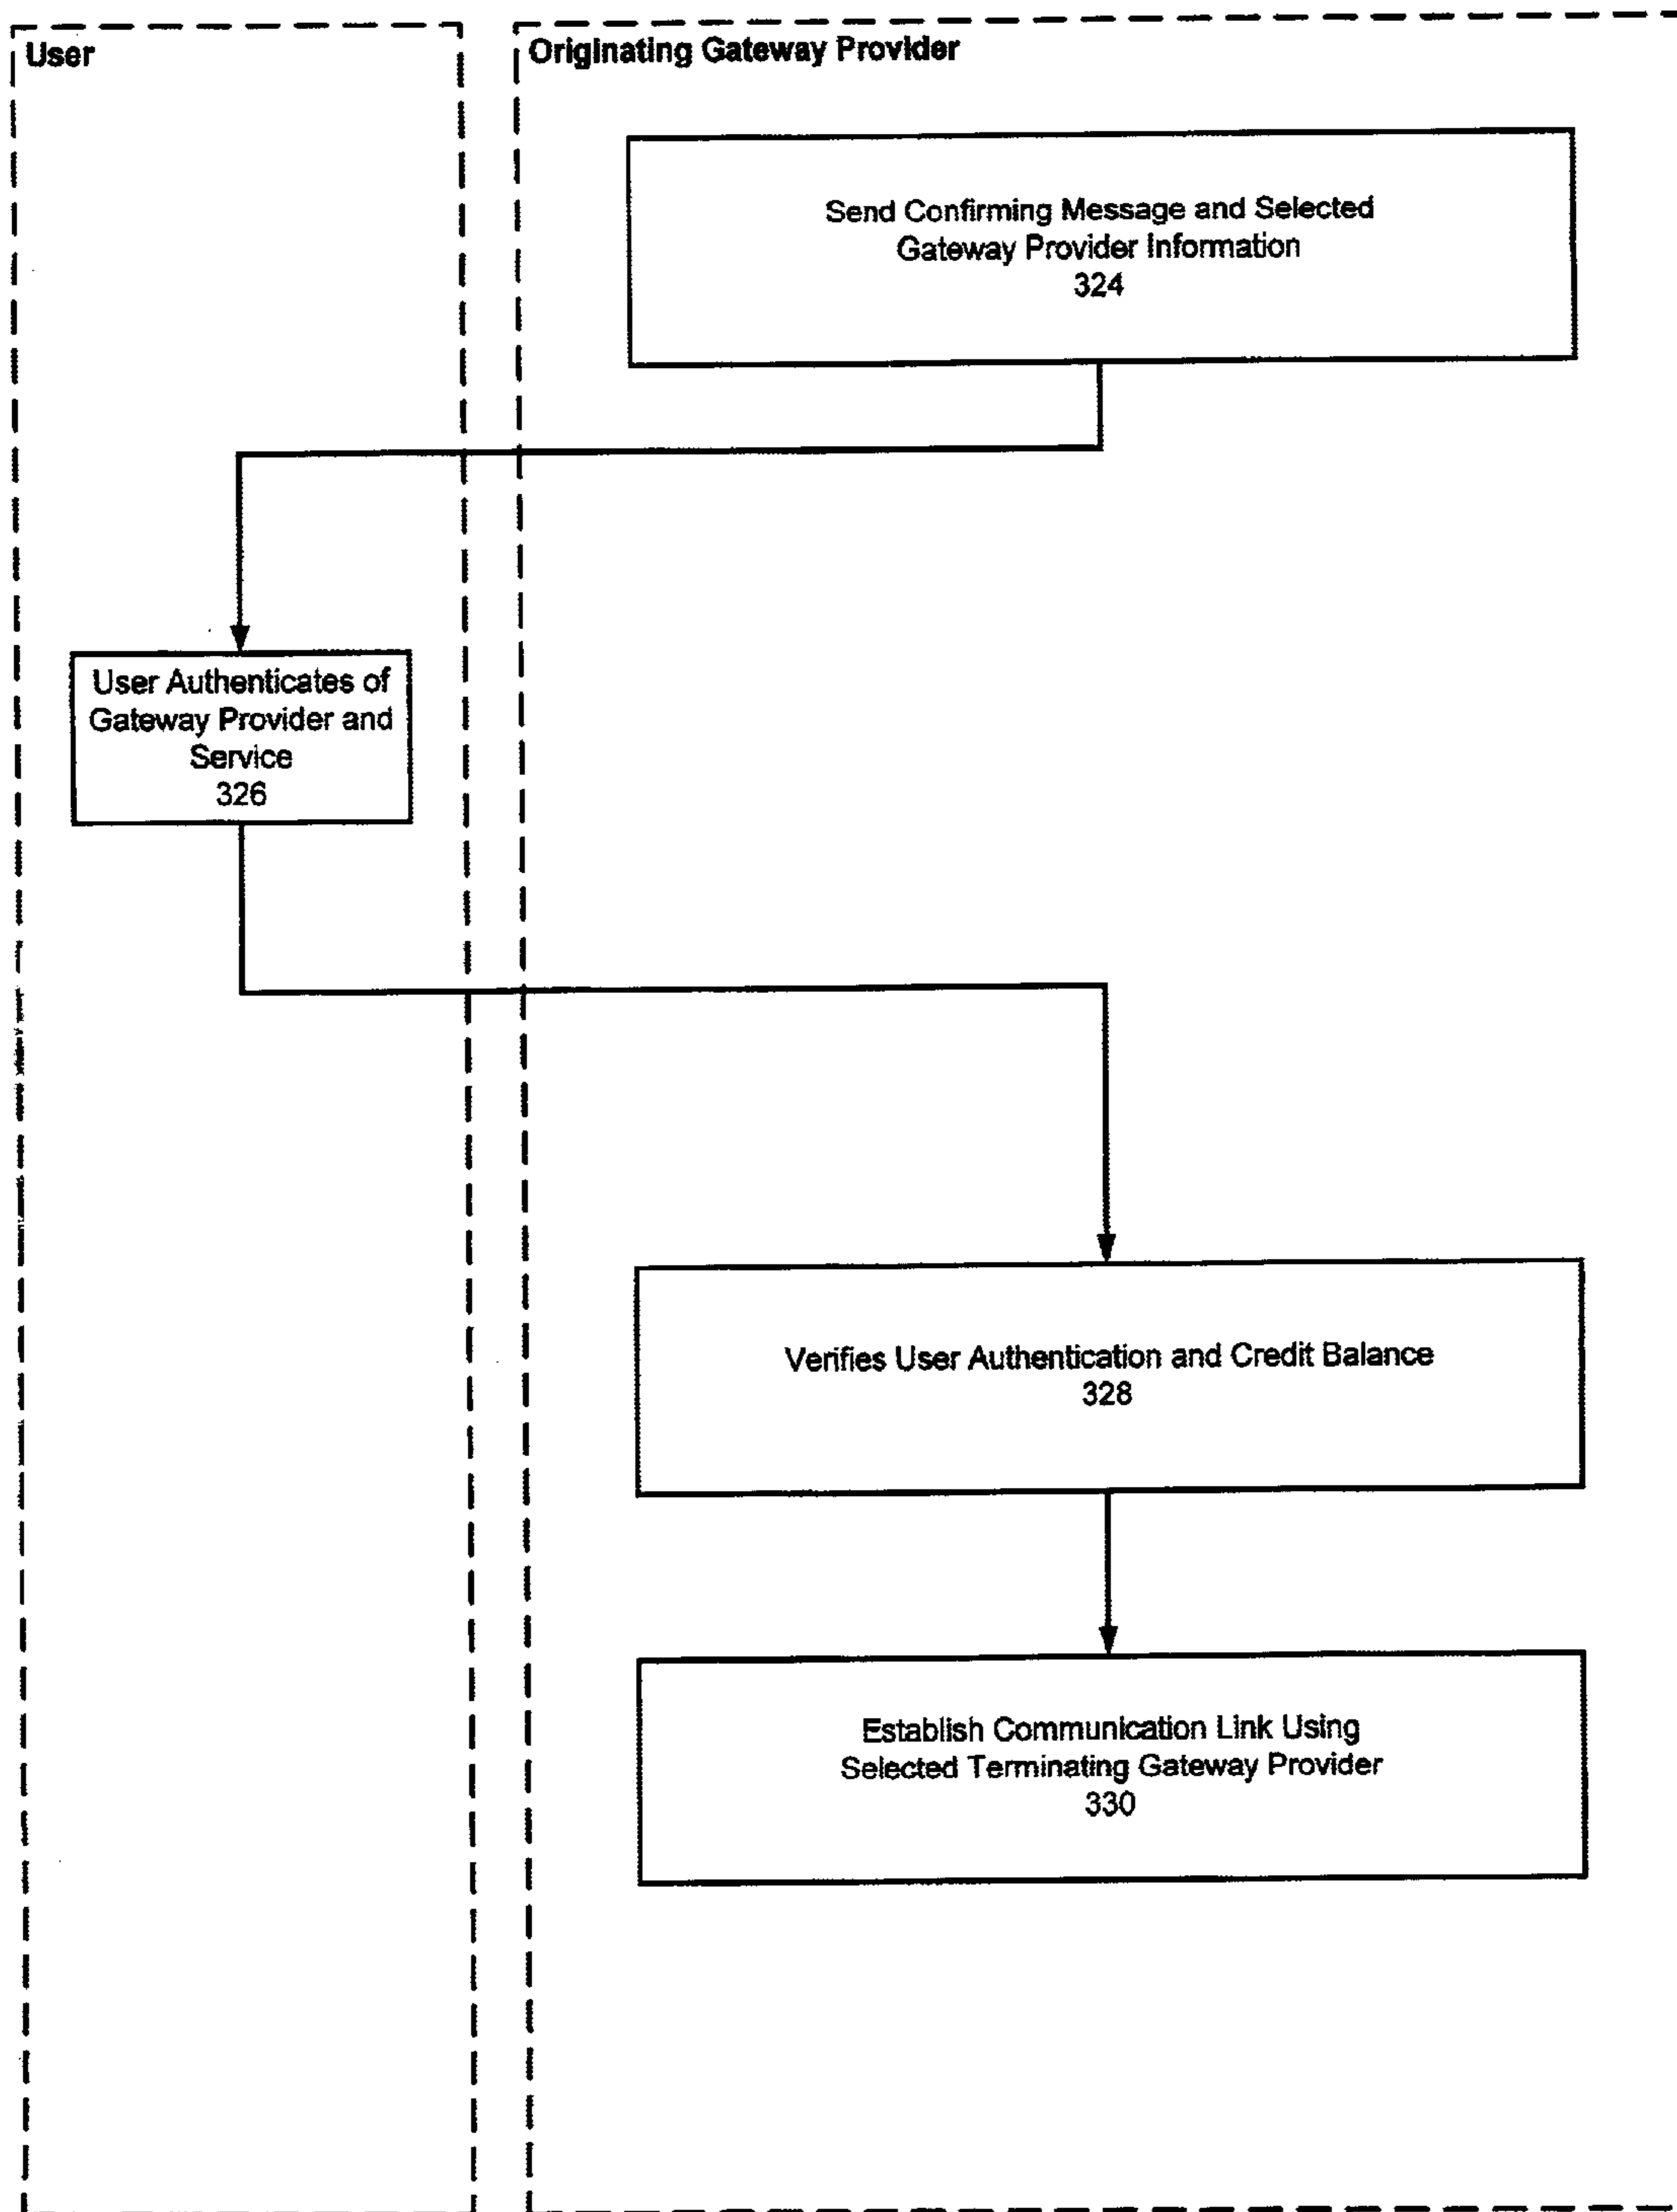 User
Originating Gateway Provider
Send Confirming Message and Selected
Gateway Provider Information
324
User Authenticates of
Gateway Provider and
Service
326
Verifies User Authentication and Credit Balance
328
Establish Communication Link Using
Selected Terminating Gateway Provider
330